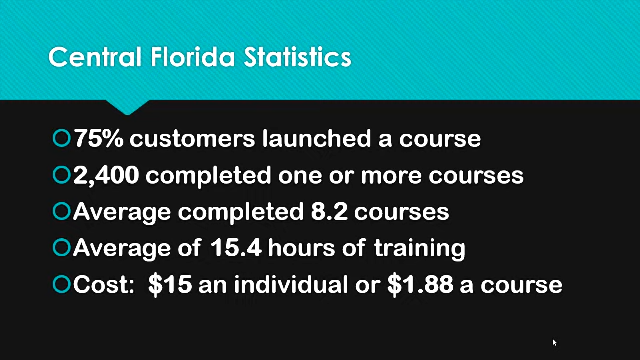 Central Florida Statistics
75% customers launched a course
2,400 completed one or more courses
Average completed 8.2 courses
Average of 15.4 hours of training
Cost: $15 an individual or $1.88 a course